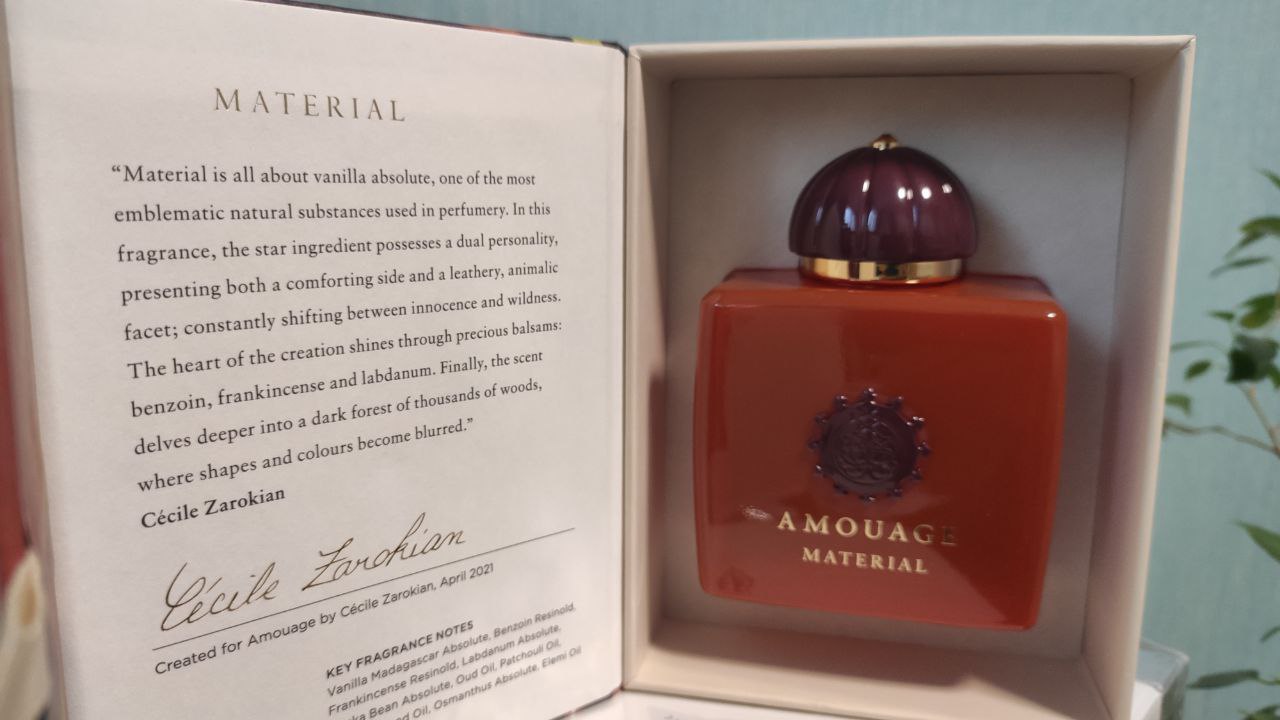 MATERIAL
“Material is all about vanilla absolute, one of the most
emblematic natural substances used in perfumery. In this
fragrance, the star ingredient possesses a dual personality,
presenting both a comforting side and a leathery, animalic
facet; constantly shifting between innocence and wildness.
The heart of the creation shines through precious balsams:
benzoin, frankincense and labdanum. Finally, the scent
delves deeper into a dark forest of thousands of woods,
where shapes and colours become blurred.”
Cécile Zarokian
Cécile Zarokian
Created for Amouage by Cécile Zarokian, April 2021
KEY FRAGRANCE NOTES
Vanilla Madagascar Absolute, Benzoin Resinoid,
Frankincense Resinoid, Labdanum Absolute,
Bean Absolute, Oud Oil, Patchouli Oil,
Oil, Osmanthus Absolute, Elemi Oil
AMOUAGE
MATERIAL